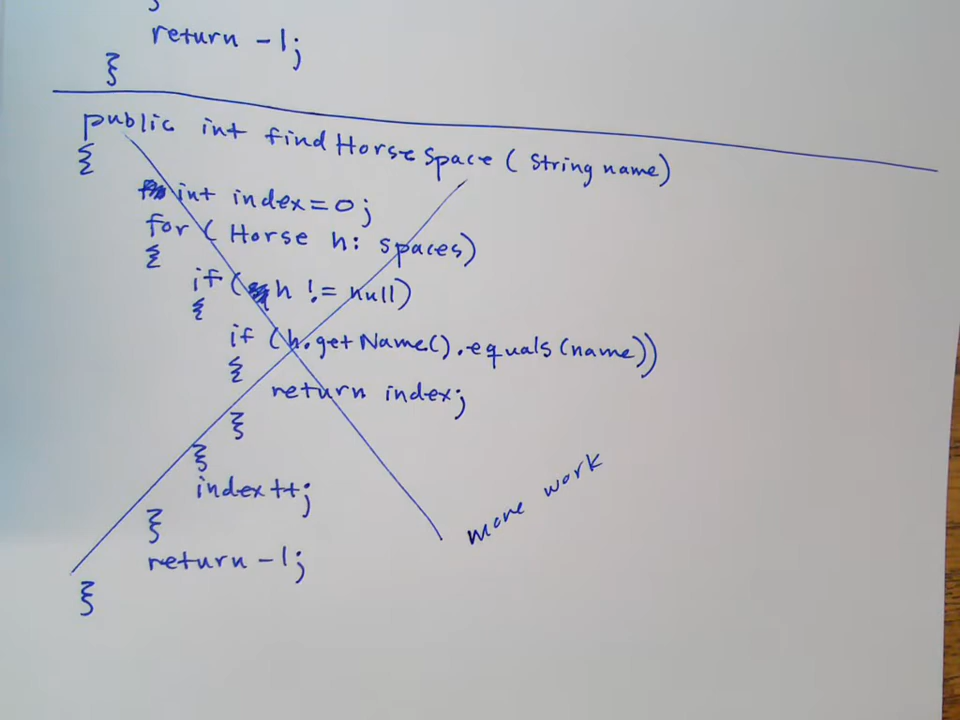 }
return -1;
}
public int findHorseSpace(String name)
{
int index=0;
for (Horse h: spaces)
{
if (h != null)
{
if (h.getName().equals(name))
{
return index;
}
}
index++;
}
return -1;
}
more work